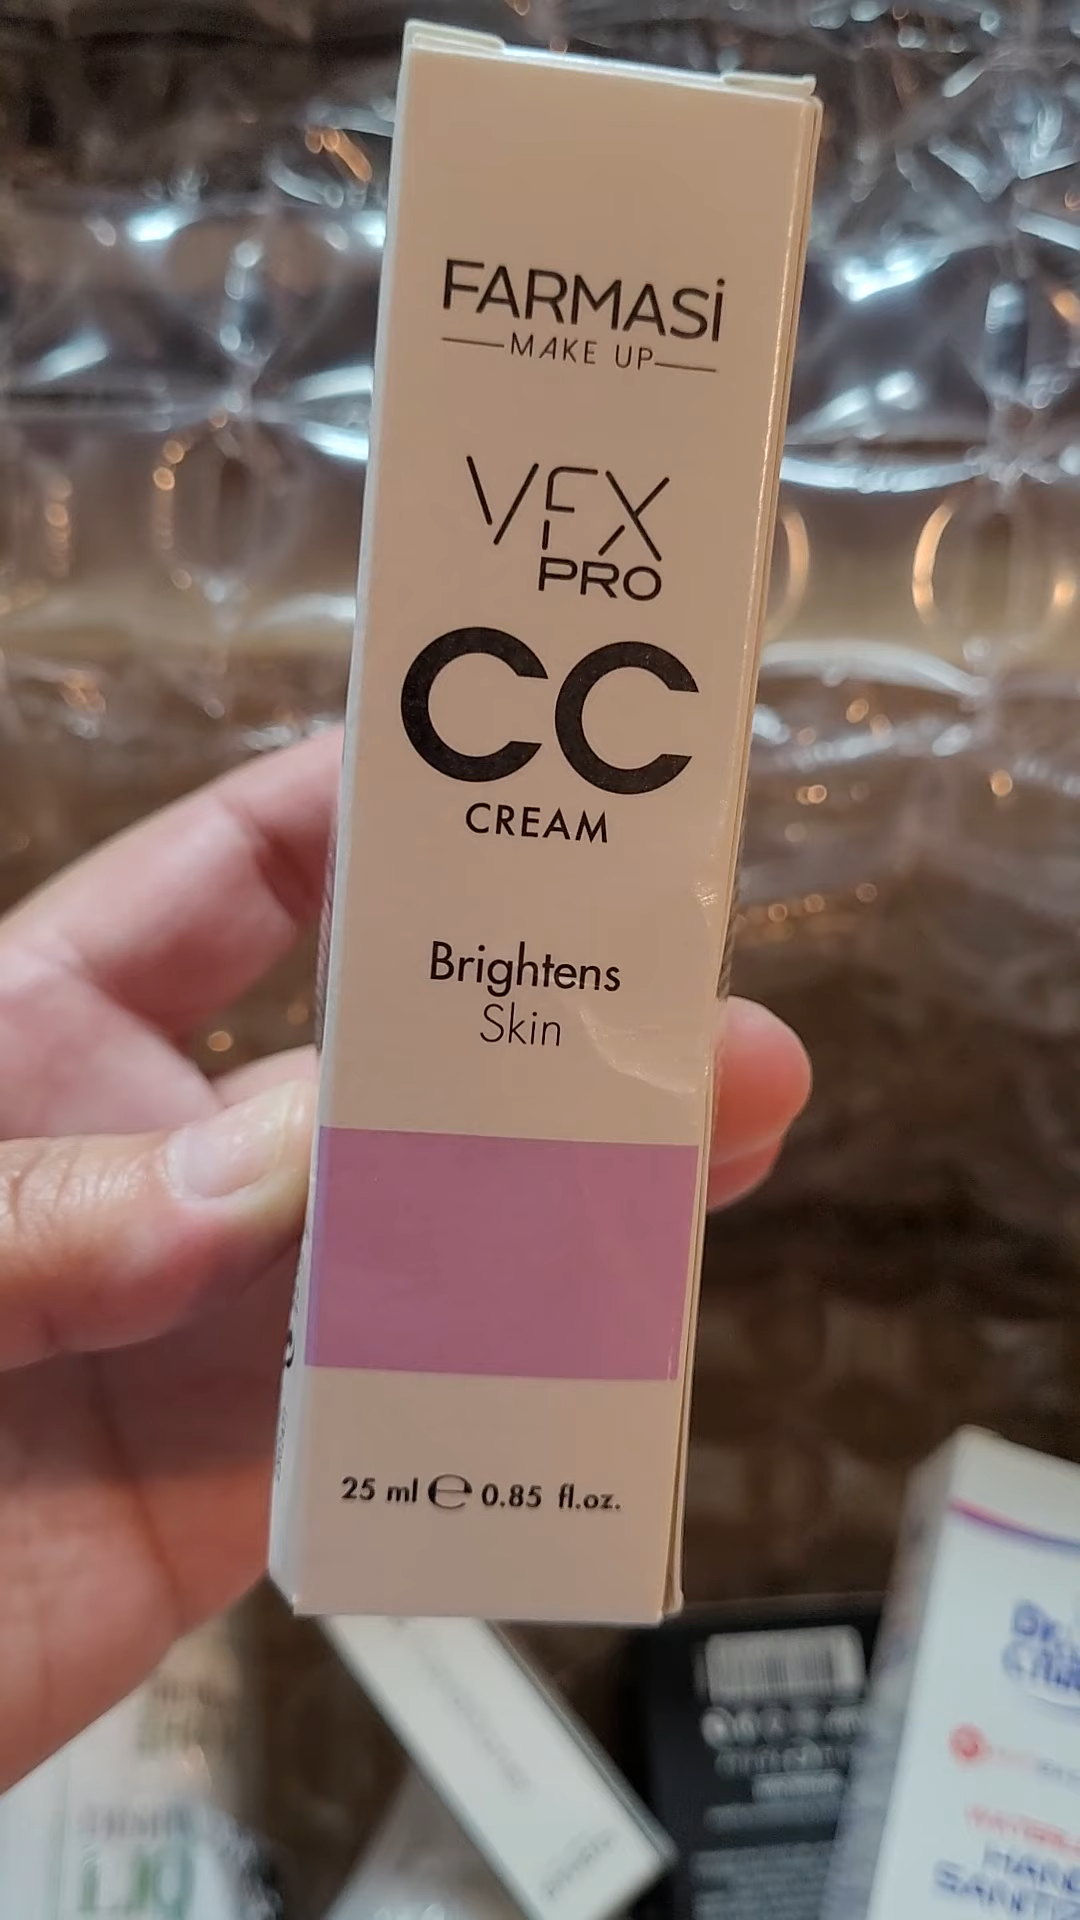 FARMASİ
MAKE UP
VFX
PRO
CC
CREAM
Brightens
Skin
25 ml ℮ 0.85 fl.oz.